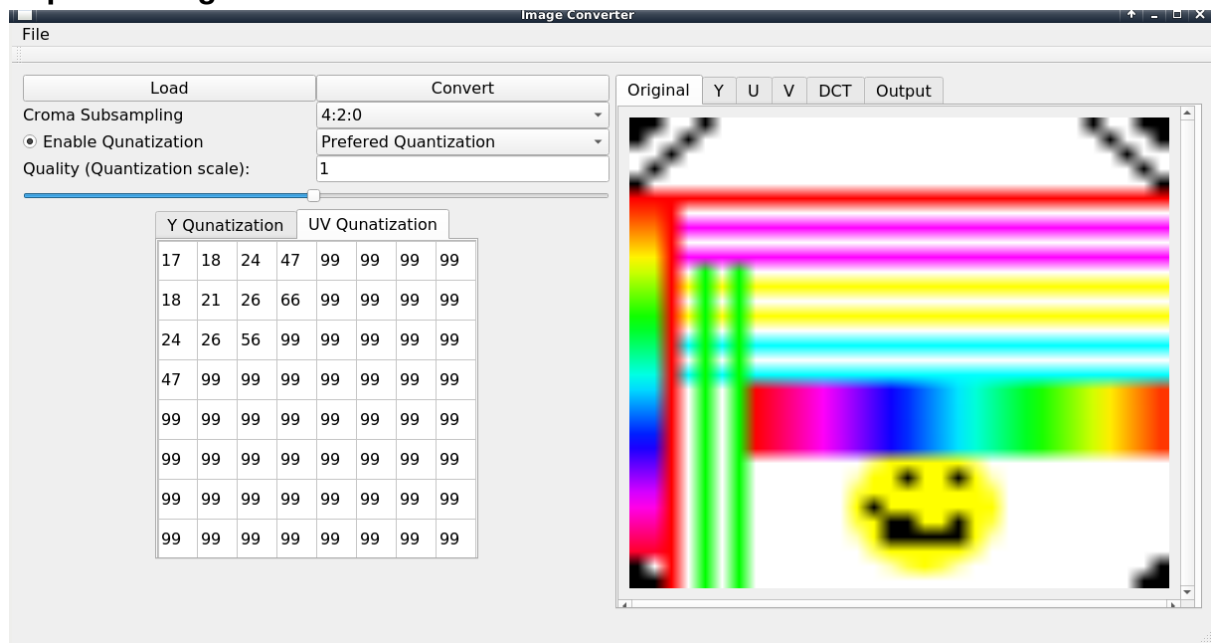 Image Converter
File
Load Convert
Croma Subsampling 4:2:0
Enable Qunatization Prefered Quantization
Quality (Quantization scale): 1
Y Qunatization UV Qunatization
17 18 24 47 99 99 99 99
18 21 26 66 99 99 99 99
24 26 56 99 99 99 99 99
47 99 99 99 99 99 99 99
99 99 99 99 99 99 99 99
99 99 99 99 99 99 99 99
99 99 99 99 99 99 99 99
99 99 99 99 99 99 99 99
Original Y U V DCT Output